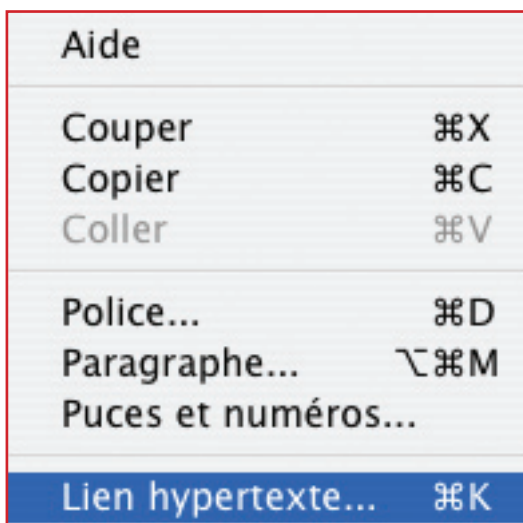 Aide
Couper ⌘X
Copier ⌘C
Coller ⌘V
Police... ⌘D
Paragraphe... ⌥⌘M
Puces et numéros...
Lien hypertexte... ⌘K